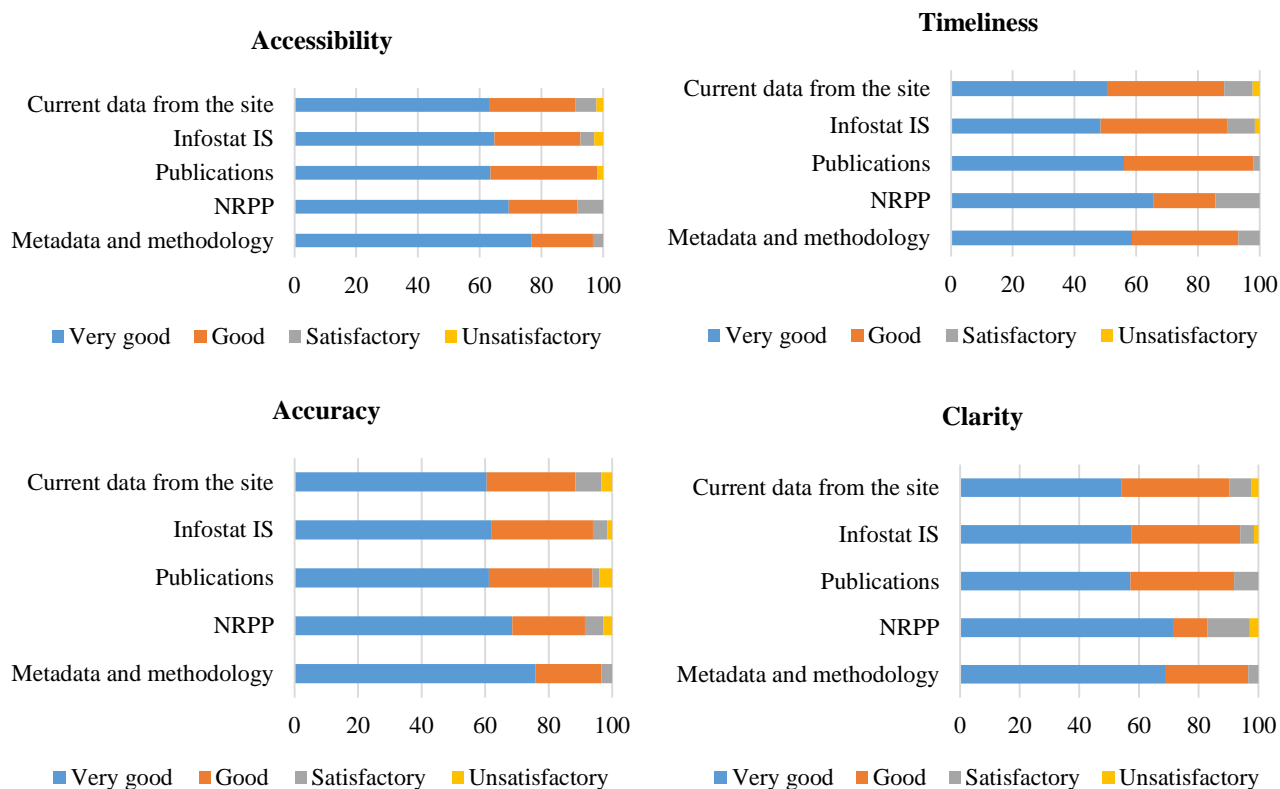 Accessibility
Current data from the site
Infostat IS
Publications
NRPP
Metadata and methodology
0 20 40 60 80 100
Very good Good Satisfactory Unsatisfactory
Timeliness
Current data from the site
Infostat IS
Publications
NRPP
Metadata and methodology
0 20 40 60 80 100
Very good Good Satisfactory Unsatisfactory
Accuracy
Current data from the site
Infostat IS
Publications
NRPP
Metadata and methodology
0 20 40 60 80 100
Very good Good Satisfactory Unsatisfactory
Clarity
Current data from the site
Infostat IS
Publications
NRPP
Metadata and methodology
0 20 40 60 80 100
Very good Good Satisfactory Unsatisfactory